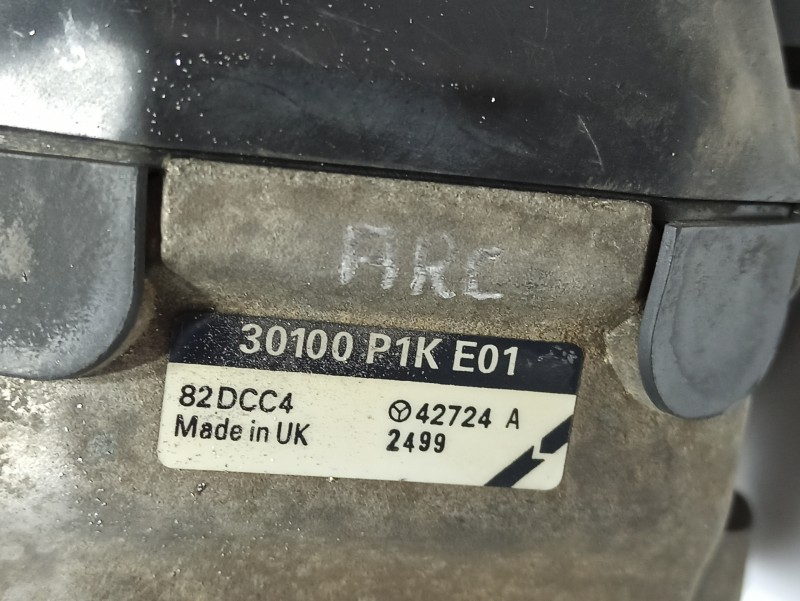 ARC
30100 P1K E01
82DCC4
42724 A
Made in UK
2499
L